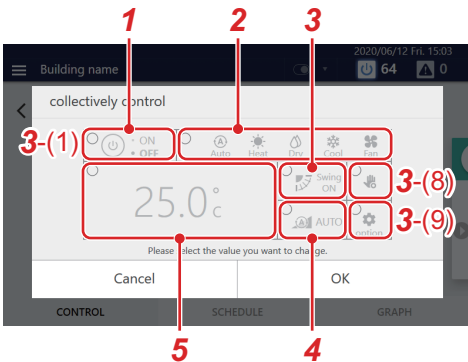 1 2 3
2020/06/12 Fri. 15:03
Building name 64 0
collectively control
3-(1)
ON
OFF
Auto Heat Dry Cool Fan
Swing
ON
3-(8)
25.0°c
A AUTO
option
3-(9)
Please select the value you want to change.
Cancel OK
CONTROL SCHEDULE GRAPH
5 4